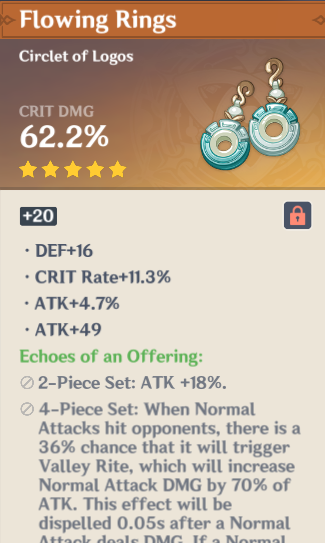 Flowing Rings
Circlet of Logos
CRIT DMG
62.2%
+20
· DEF+16
· CRIT Rate+11.3%
· ATK+4.7%
· ATK+49
Echoes of an Offering:
2-Piece Set: ATK +18%.
4-Piece Set: When Normal
Attacks hit opponents, there is a
36% chance that it will trigger
Valley Rite, which will increase
Normal Attack DMG by 70% of
ATK. This effect will be
dispelled 0.05s after a Normal
Attack deals DMG. If a Normal